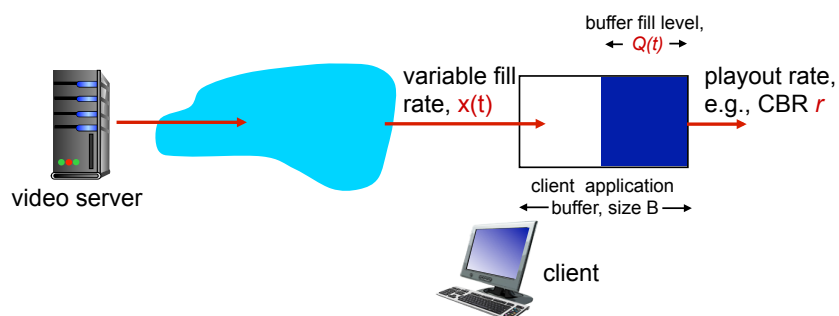 buffer fill level,
Q(t)
variable fill
rate, x(t)
playout rate,
e.g., CBR r
video server
client application
buffer, size B
client